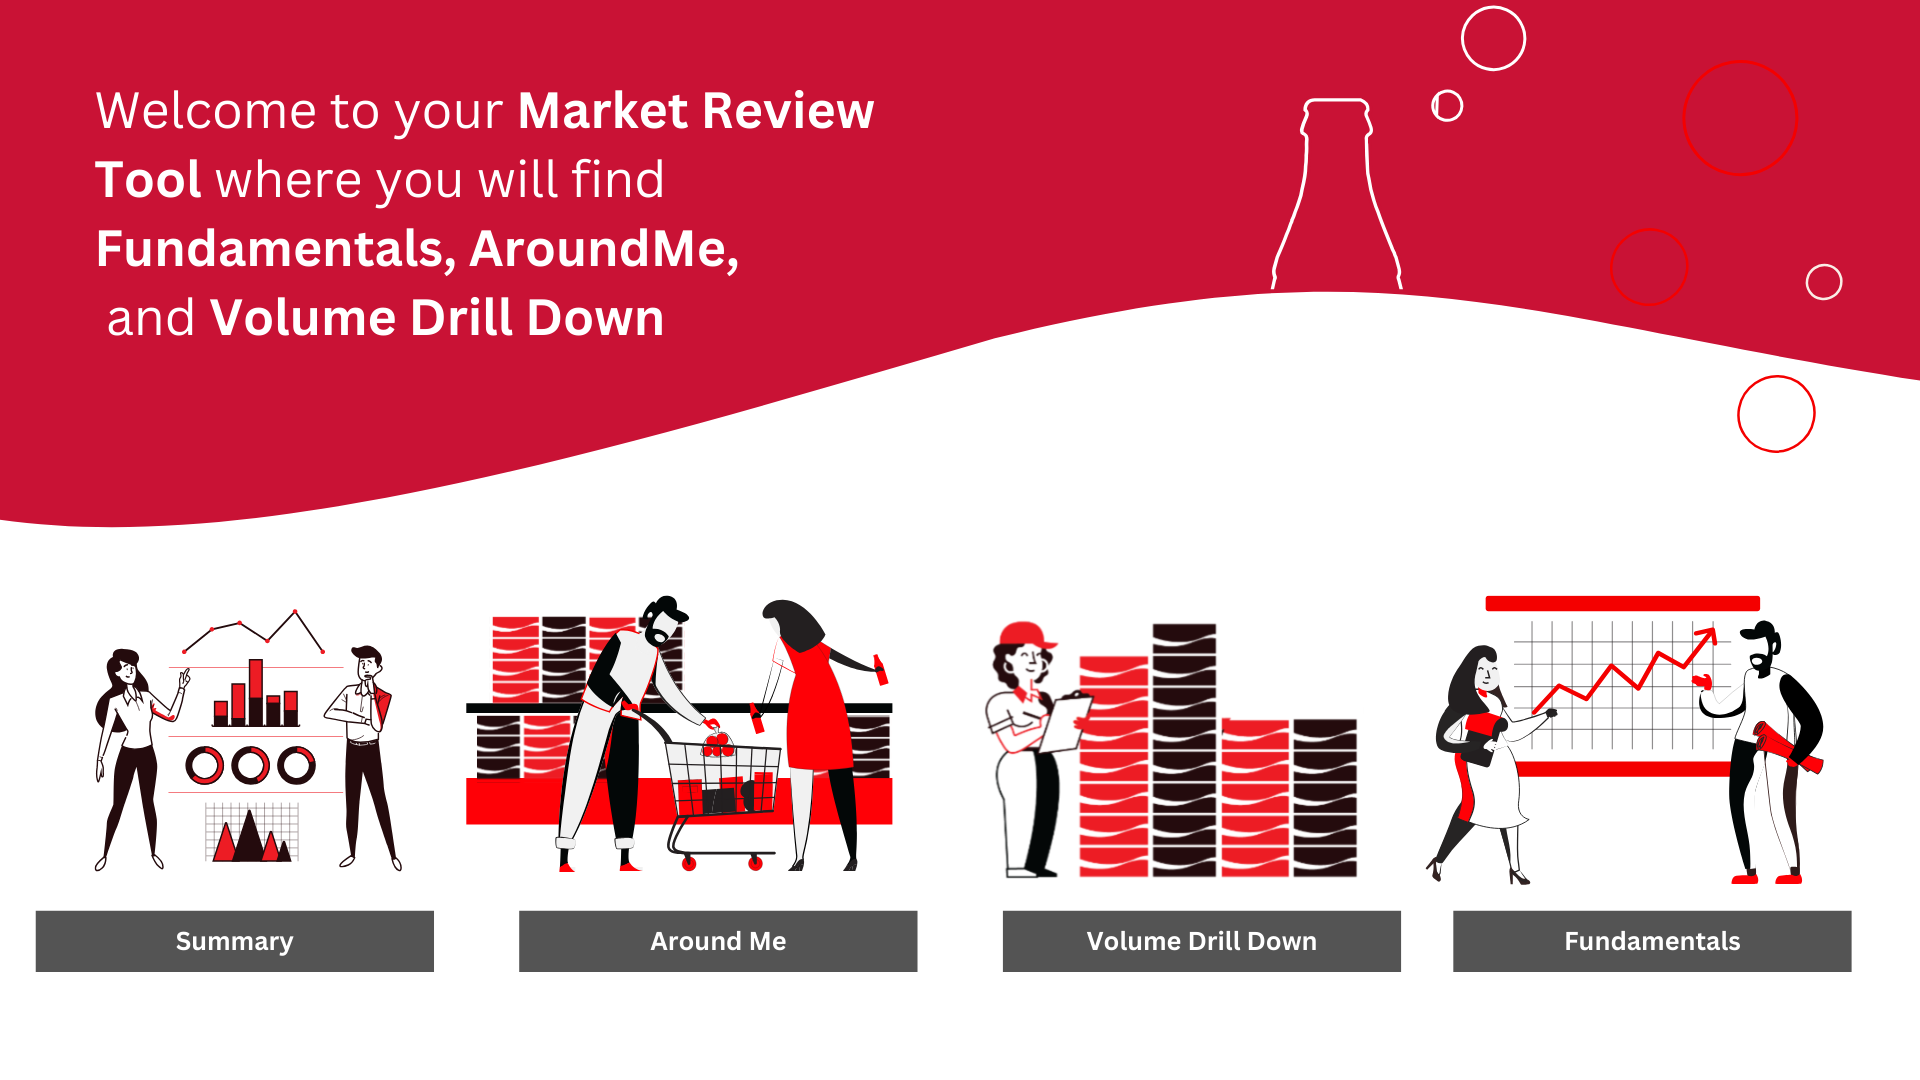 Welcome to your Market Review
Tool where you will find
Fundamentals, AroundMe,
and Volume Drill Down
Summary
Around Me
Volume Drill Down
Fundamentals